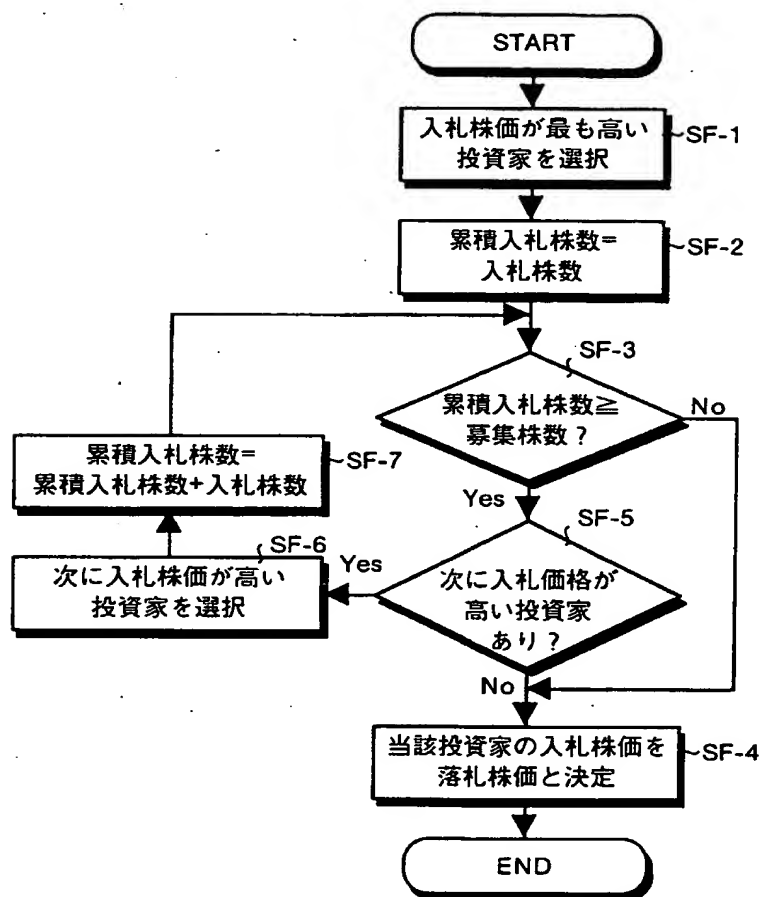 START
入札株価が最も高い
投資家を選択
SF-1
累積入札株数=
入札株数
SF-2
SF-3
累積入札株数≧
募集株数？
No
Yes
累積入札株数=
累積入札株数+入札株数
SF-7
SF-5
次に入札価格が
高い投資家
あり？
Yes
SF-6
次に入札株価が高い
投資家を選択
No
当該投資家の入札株価を
落札株価と決定
SF-4
END